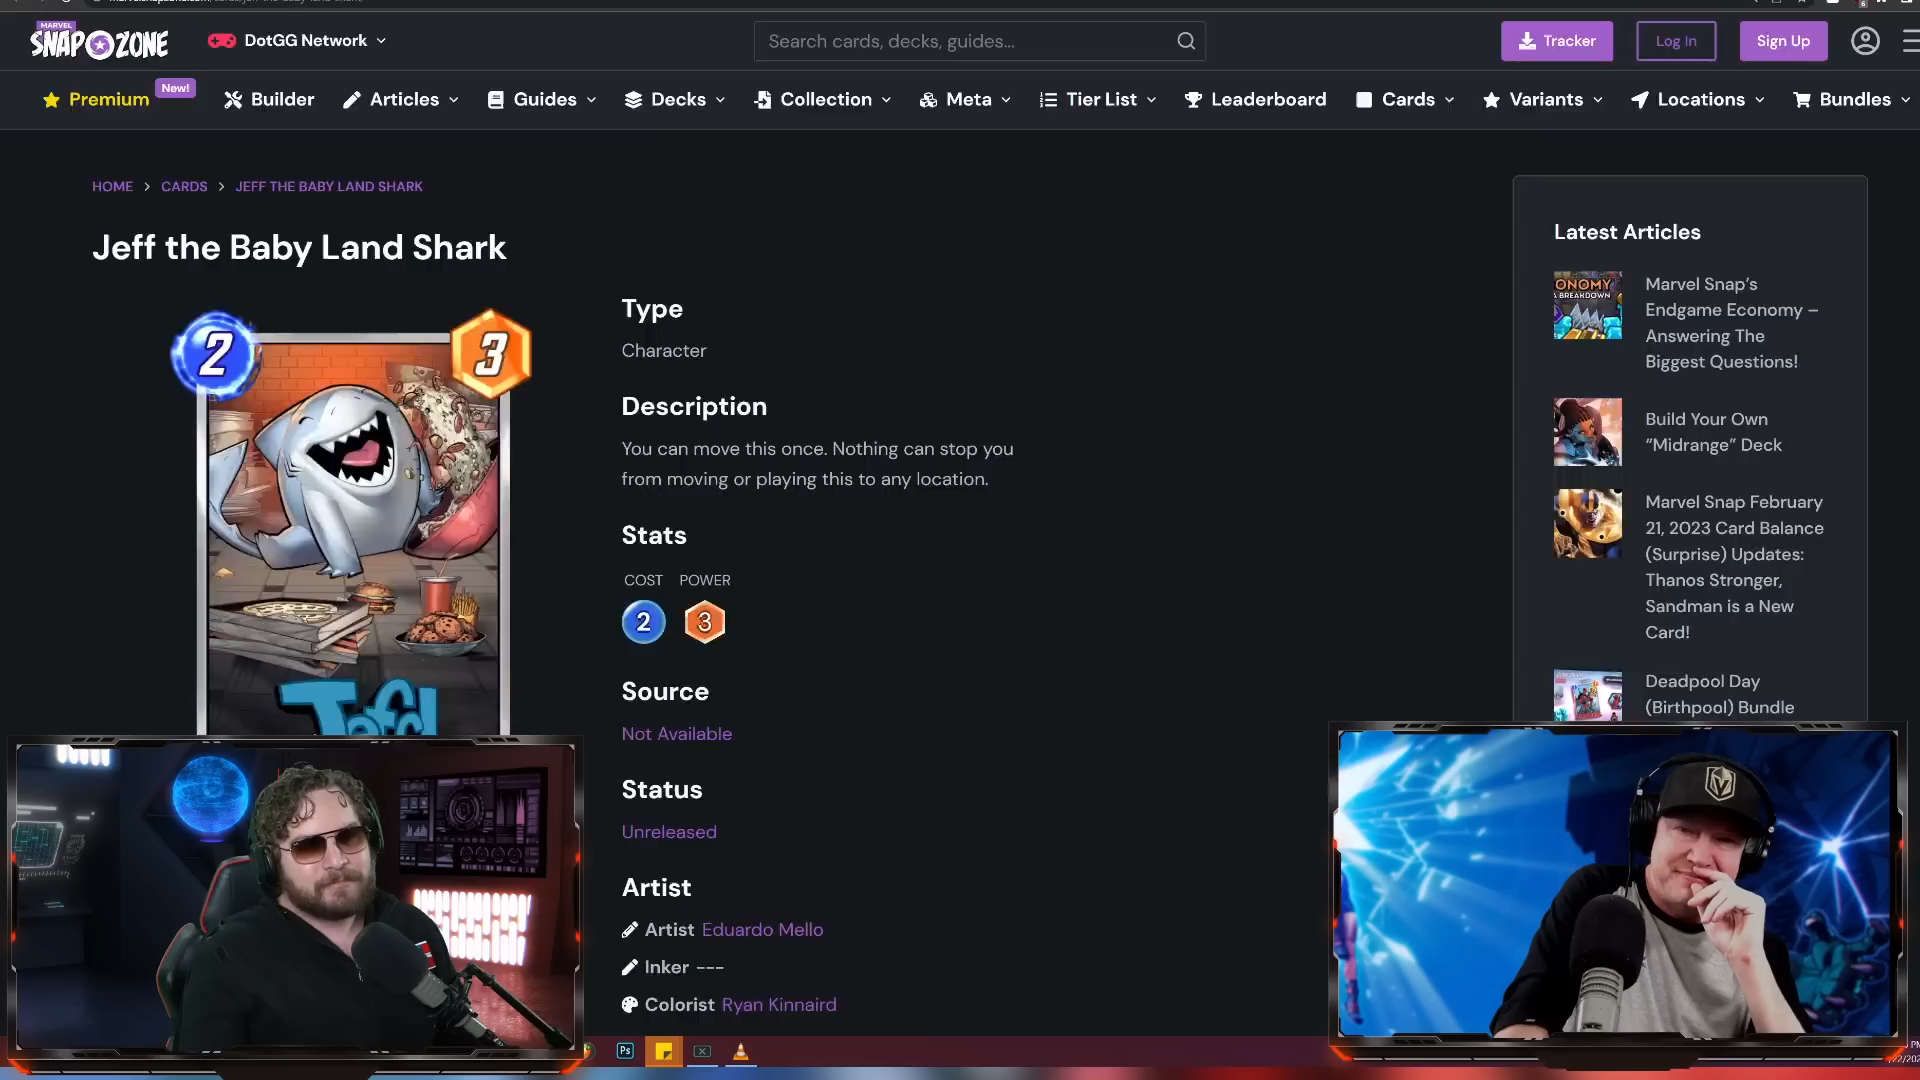 MARVEL
SNAP ZONE
DotGG Network
Search cards, decks, guides...
Tracker
Log In
Sign Up
Premium
New!
Builder
Articles
Guides
Decks
Collection
Meta
Tier List
Leaderboard
Cards
Variants
Locations
Bundles
HOME > CARDS > JEFF THE BABY LAND SHARK
Jeff the Baby Land Shark
2
3
Jeff!
Type
Character
Description
You can move this once. Nothing can stop you
from moving or playing this to any location.
Stats
COST POWER
2 3
Source
Not Available
Status
Unreleased
Artist
Artist Eduardo Mello
Inker ---
Colorist Ryan Kinnaird
Latest Articles
ONOMY
A BREAKDOWN
Marvel Snap’s
Endgame Economy –
Answering The
Biggest Questions!
Build Your Own
“Midrange” Deck
Marvel Snap February
21, 2023 Card Balance
(Surprise) Updates:
Thanos Stronger,
Sandman is a New
Card!
Deadpool Day
(Birthpool) Bundle
Ps